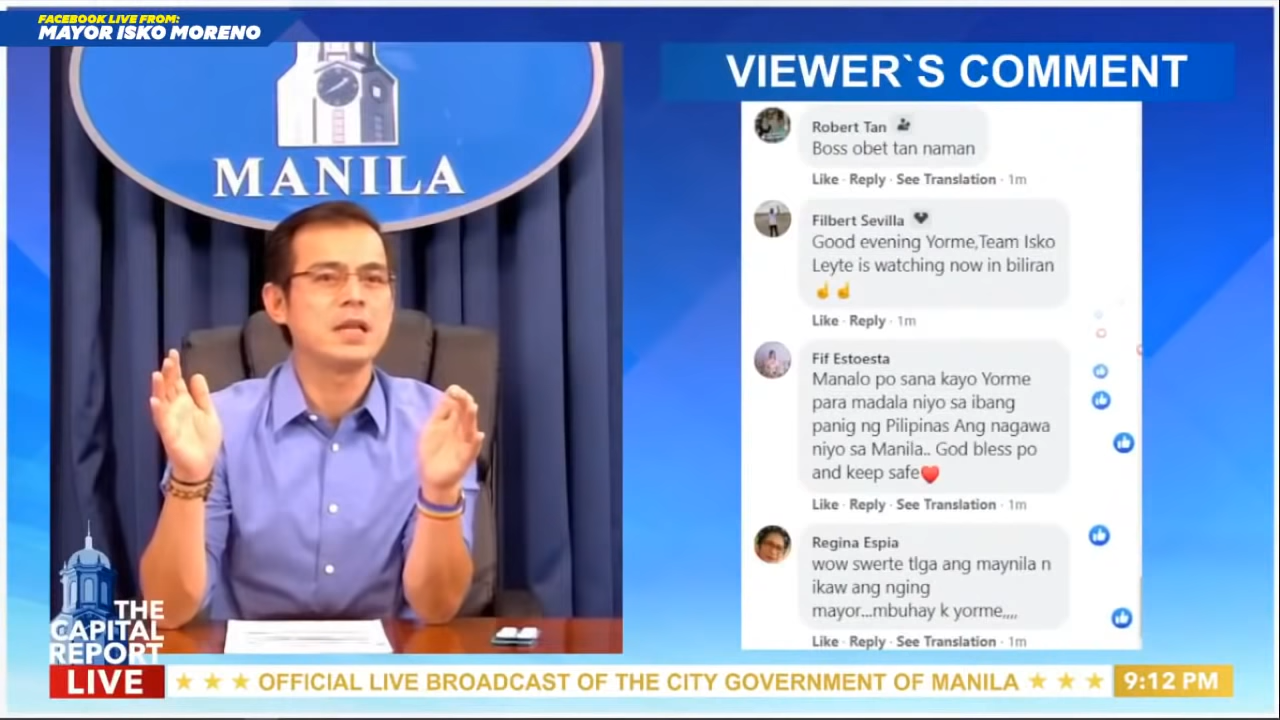 FACEBOOK LIVE FROM:
MAYOR ISKO MORENO
MANILA
VIEWER`S COMMENT
Robert Tan
Boss obet tan naman
Like · Reply · See Translation · 1m
Filbert Sevilla
Good evening Yorme,Team Isko
Leyte is watching now in biliran
☝☝
Like · Reply · 1m
Fif Estoesta
Manalo po sana kayo Yorme
para madala niyo sa ibang
panig ng Pilipinas Ang nagawa
niyo sa Manila.. God bless po
and keep safe❤
Like · Reply · See Translation · 1m
Regina Espia
wow swerte tlga ang maynila n
ikaw ang nging
mayor...mbuhay k yorme,,,,
Like · Reply · See Translation · 1m
THE
CAPITAL
REPORT
LIVE
★ ★ ★ OFFICIAL LIVE BROADCAST OF THE CITY GOVERNMENT OF MANILA ★ ★ ★
9:12 PM